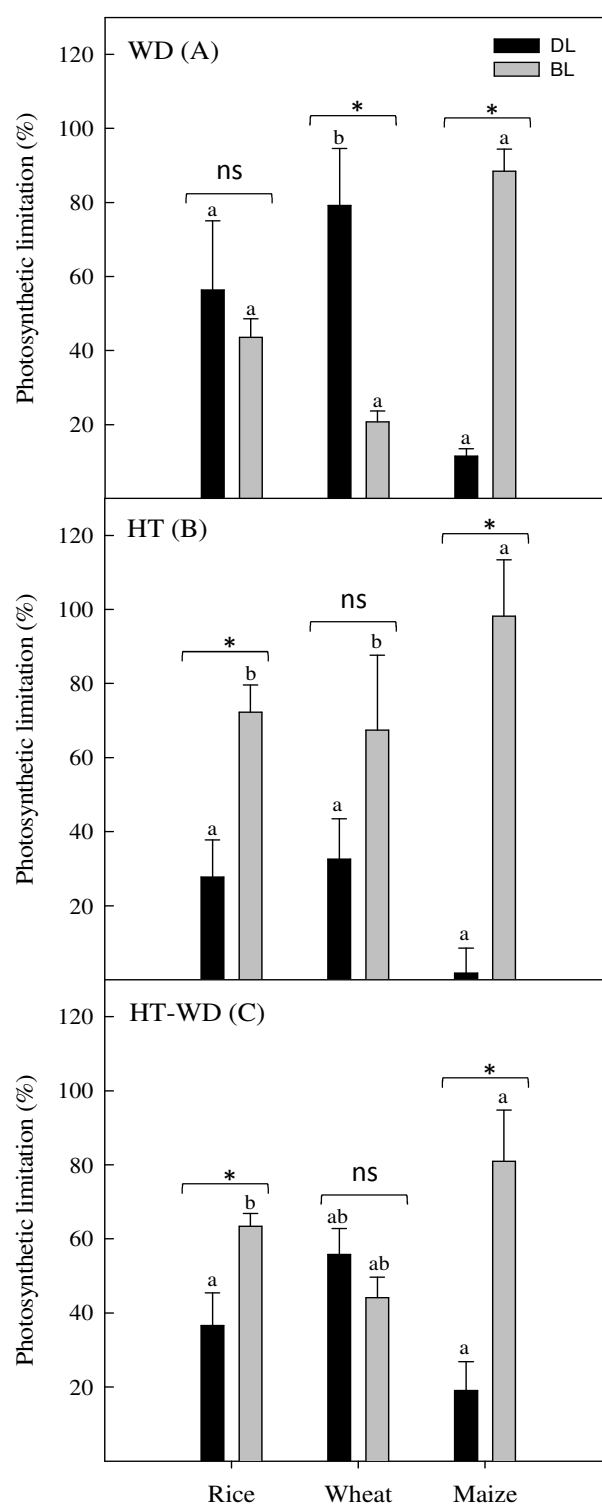 WD (A)
DL
BL
Photosynthetic limitation (%)
120
100
80
60
40
20
ns
*
*
a
a
b
a
a
a
HT (B)
Photosynthetic limitation (%)
120
100
80
60
40
20
*
ns
*
a
b
a
b
a
a
HT-WD (C)
Photosynthetic limitation (%)
120
100
80
60
40
20
*
ns
*
a
b
ab
ab
a
a
Rice Wheat Maize